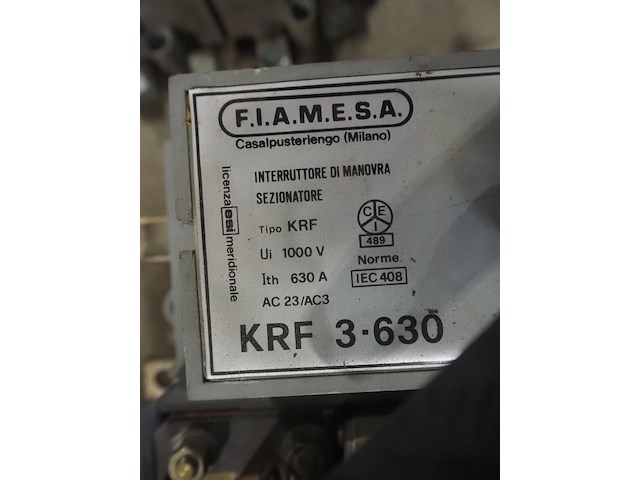 F.I.A.M.E.S.A.
Casalpusterlengo (Milano)
licenza esi meridionale
INTERRUTTORE DI MANOVRA
SEZIONATORE
Tipo KRF
Ui 1000 V
Ith 630 A
AC 23/AC3
CEI
489
Norme
IEC 408
KRF 3-630